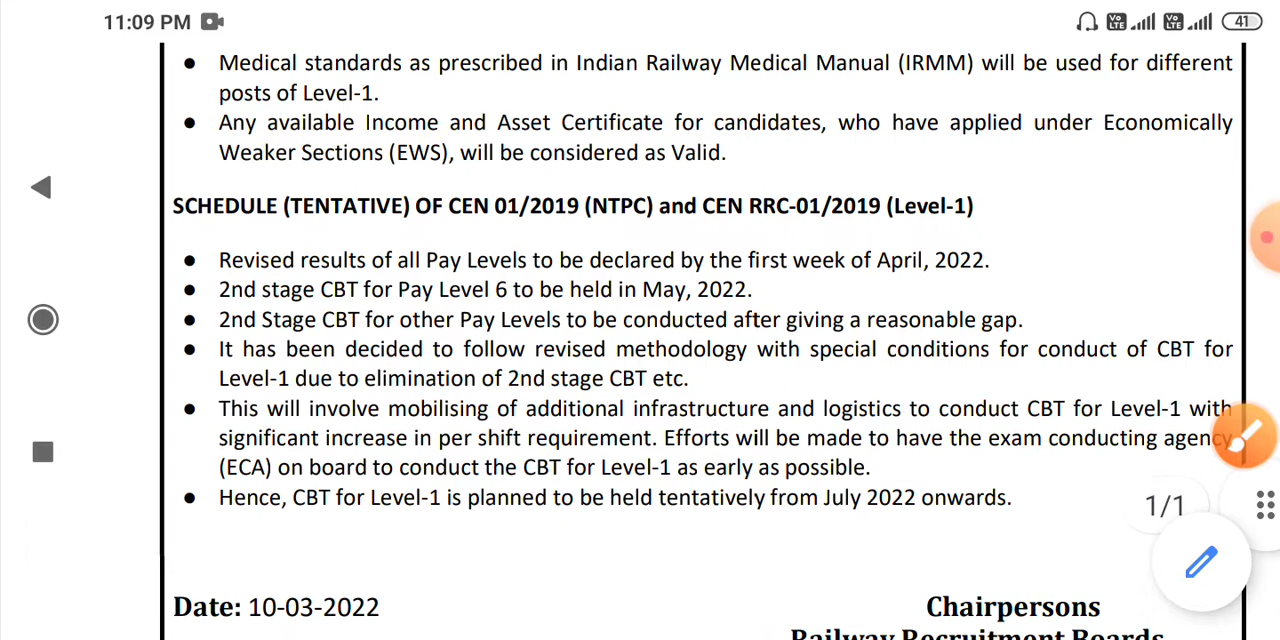 11:09 PM
Vo LTE Vo LTE 41
● Medical standards as prescribed in Indian Railway Medical Manual (IRMM) will be used for different
posts of Level-1.
● Any available Income and Asset Certificate for candidates, who have applied under Economically
Weaker Sections (EWS), will be considered as Valid.
SCHEDULE (TENTATIVE) OF CEN 01/2019 (NTPC) and CEN RRC-01/2019 (Level-1)
● Revised results of all Pay Levels to be declared by the first week of April, 2022.
● 2nd stage CBT for Pay Level 6 to be held in May, 2022.
● 2nd Stage CBT for other Pay Levels to be conducted after giving a reasonable gap.
● It has been decided to follow revised methodology with special conditions for conduct of CBT for
Level-1 due to elimination of 2nd stage CBT etc.
● This will involve mobilising of additional infrastructure and logistics to conduct CBT for Level-1 with
significant increase in per shift requirement. Efforts will be made to have the exam conducting agency
(ECA) on board to conduct the CBT for Level-1 as early as possible.
● Hence, CBT for Level-1 is planned to be held tentatively from July 2022 onwards.
1/1
Date: 10-03-2022
Chairpersons
Railway Recruitment Boards